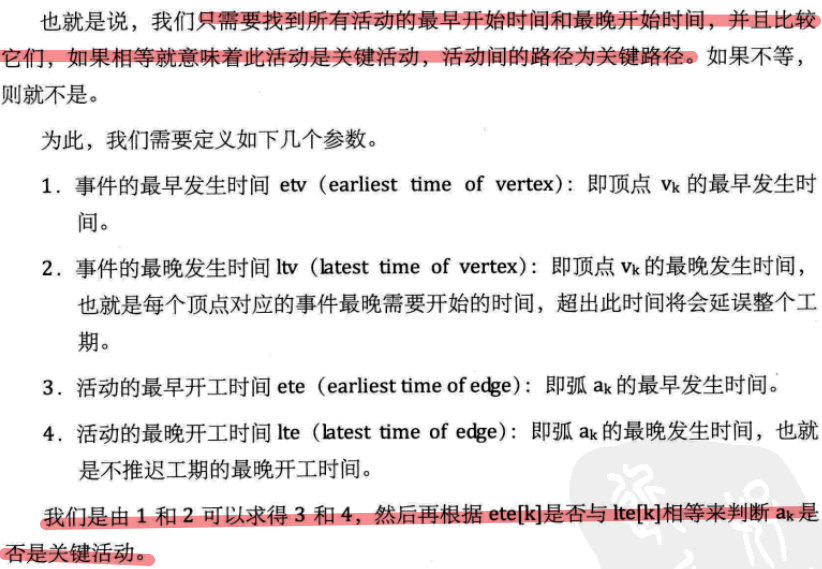 也就是说，我们只需要找到所有活动的最早开始时间和最晚开始时间，并且比较
它们，如果相等就意味着此活动是关键活动，活动间的路径为关键路径。如果不等，
则就不是。
为此，我们需要定义如下几个参数。
1．事件的最早发生时间 etv（earliest time of vertex）：即顶点 vk 的最早发生时
间。
2．事件的最晚发生时间 ltv（latest time of vertex）：即顶点 vk 的最晚发生时间，
也就是每个顶点对应的事件最晚需要开始的时间，超出此时间将会延误整个工
期。
3．活动的最早开工时间 ete（earliest time of edge）：即弧 ak 的最早发生时间。
4．活动的最晚开工时间 lte（latest time of edge）：即弧 ak 的最晚发生时间，也就
是不推迟工期的最晚开工时间。
我们是由 1 和 2 可以求得 3 和 4，然后再根据 ete[k]是否与 lte[k]相等来判断 ak 是
否是关键活动。